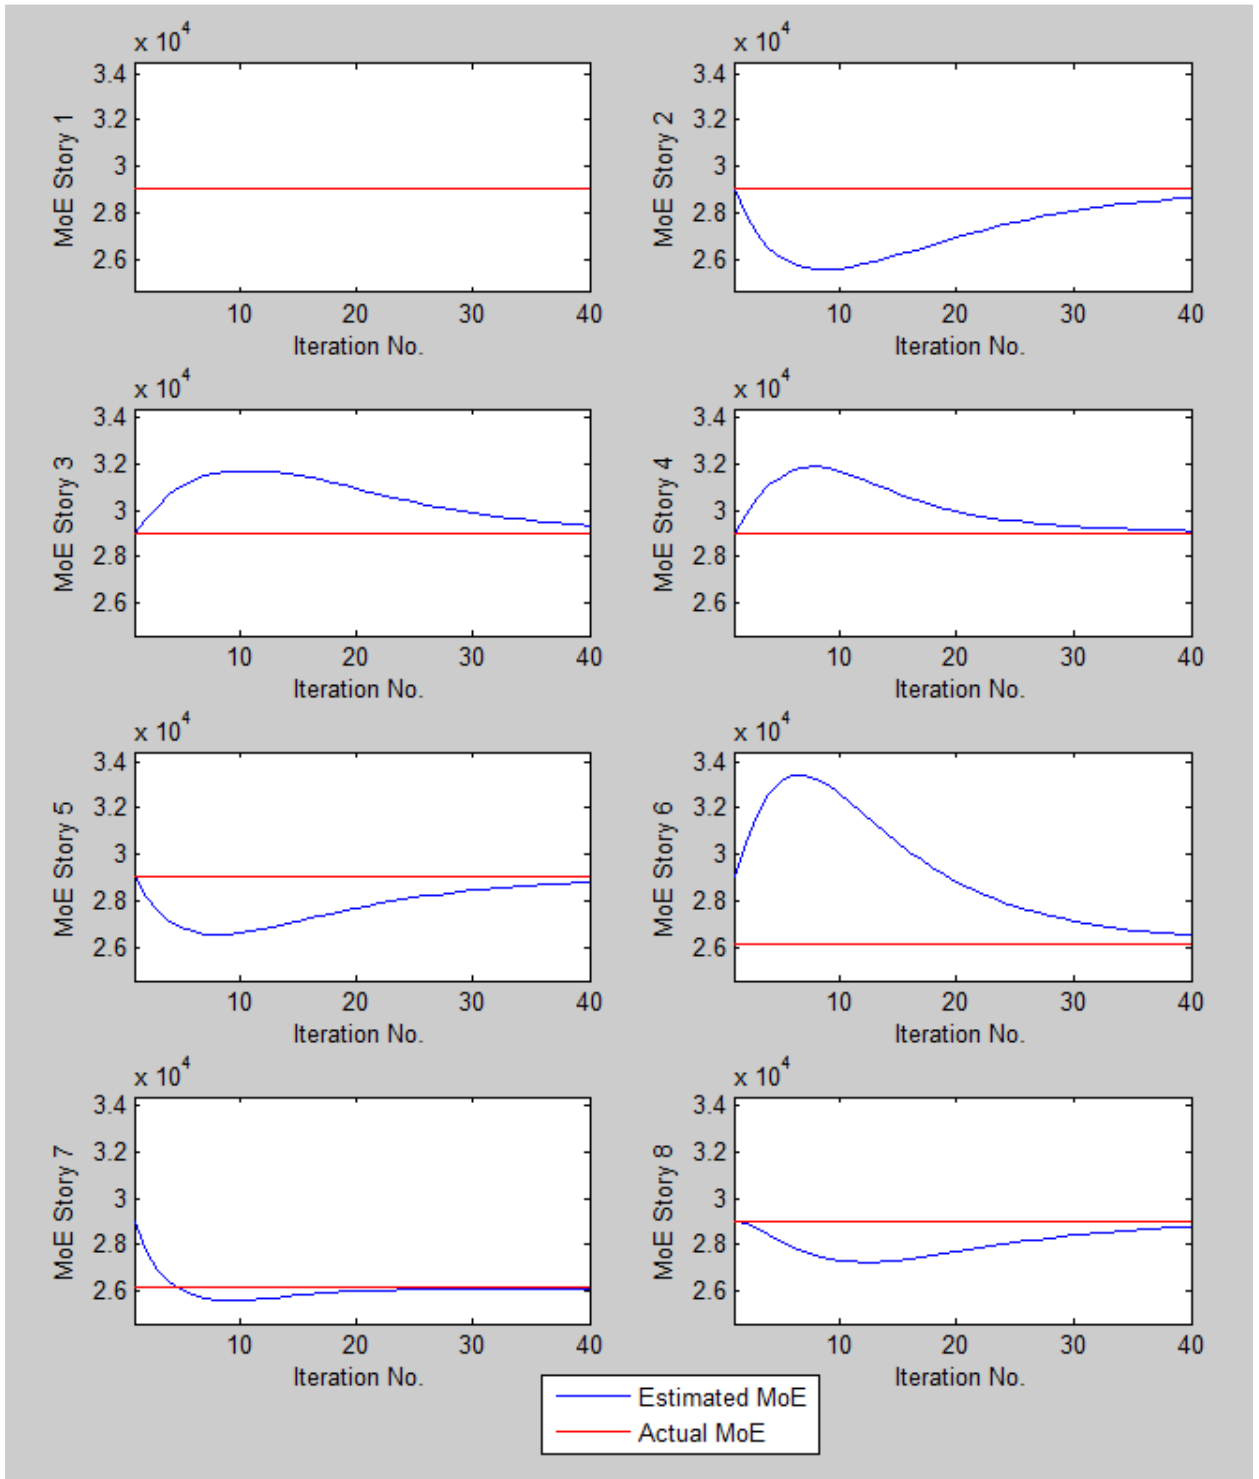 x 10^4
3.4
3.2
3
2.8
2.6
MoE Story 1
10 20 30 40
Iteration No.
x 10^4
3.4
3.2
3
2.8
2.6
MoE Story 2
10 20 30 40
Iteration No.
x 10^4
3.4
3.2
3
2.8
2.6
MoE Story 3
10 20 30 40
Iteration No.
x 10^4
3.4
3.2
3
2.8
2.6
MoE Story 4
10 20 30 40
Iteration No.
x 10^4
3.4
3.2
3
2.8
2.6
MoE Story 5
10 20 30 40
Iteration No.
x 10^4
3.4
3.2
3
2.8
2.6
MoE Story 6
10 20 30 40
Iteration No.
x 10^4
3.4
3.2
3
2.8
2.6
MoE Story 7
10 20 30 40
Iteration No.
x 10^4
3.4
3.2
3
2.8
2.6
MoE Story 8
10 20 30 40
Iteration No.
Estimated MoE
Actual MoE